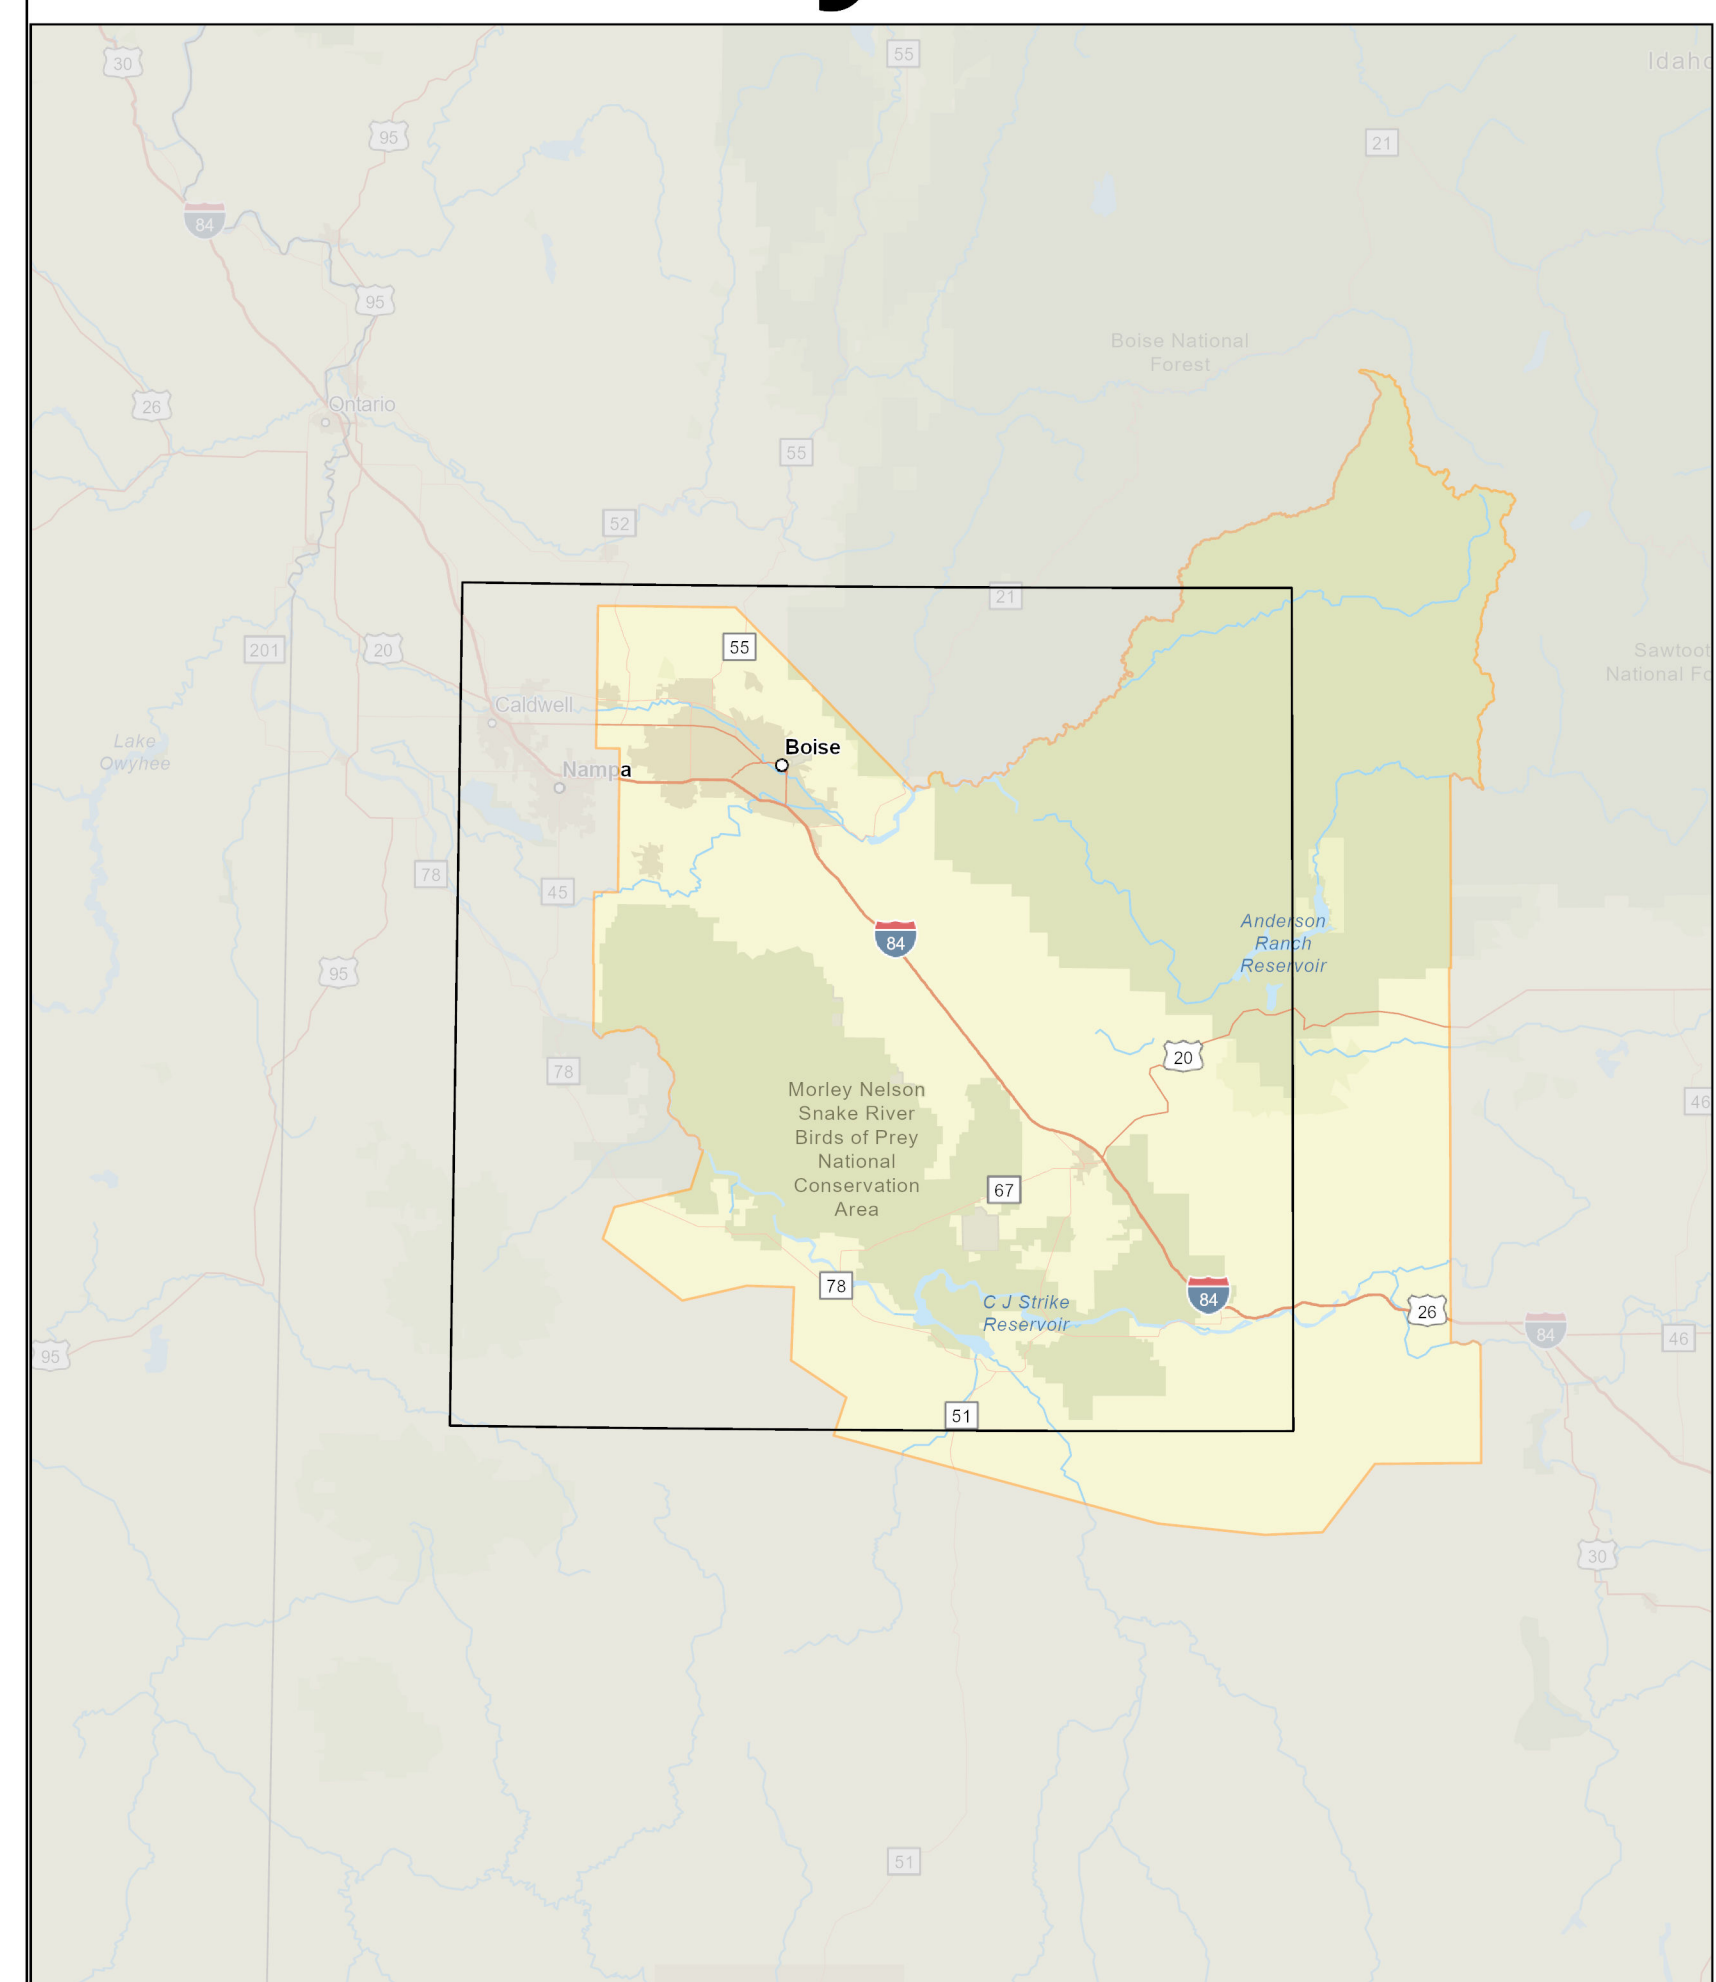 30
55
Idaho
95
21
84
95
Boise National
Forest
26
Ontario
55
52
21
201
20
55
Sawtoot
National Fo
Caldwell
Lake
Owyhee
Boise
Nampa
78
45
84
Anderson
Ranch
Reservoir
95
20
78
Morley Nelson
Snake River
Birds of Prey
National
Conservation
Area
46
67
78
84
C J Strike
Reservoir
26
84
46
95
51
30
51